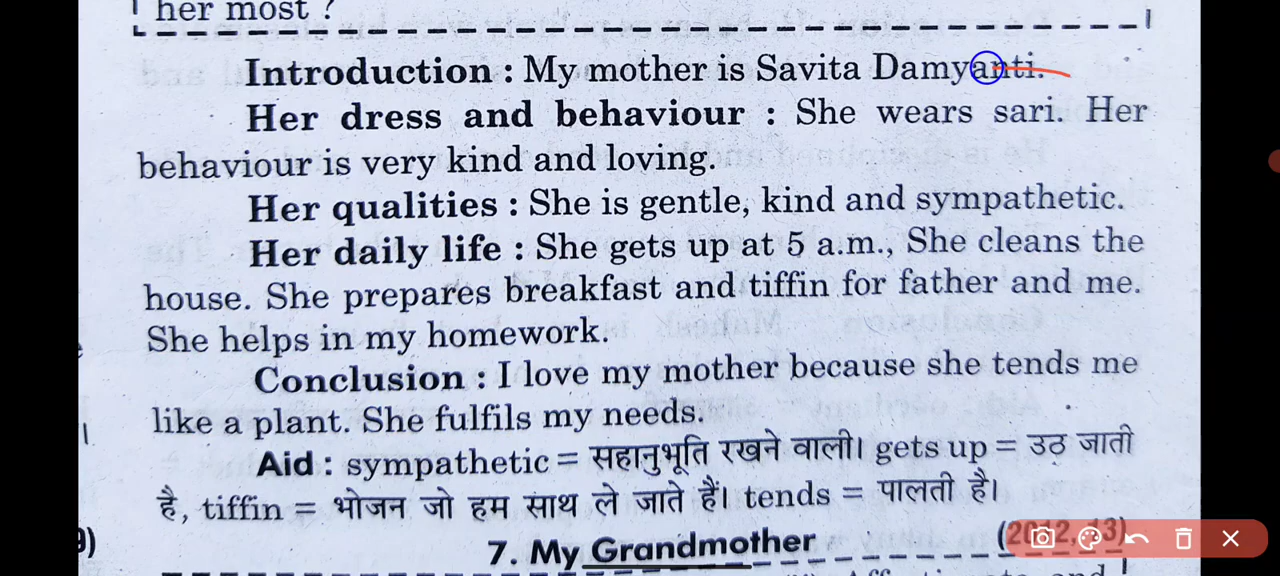 her most ?
Introduction : My mother is Savita Damyanti.
Her dress and behaviour : She wears sari. Her
behaviour is very kind and loving.
Her qualities : She is gentle, kind and sympathetic.
Her daily life : She gets up at 5 a.m., She cleans the
house. She prepares breakfast and tiffin for father and me.
She helps in my homework.
Conclusion : I love my mother because she tends me
like a plant. She fulfils my needs.
Aid : sympathetic = सहानुभूति रखने वाली। gets up = उठ जाती
है, tiffin = भोजन जो हम साथ ले जाते हैं। tends = पालती है।
7. My Grandmother (2012, 13)